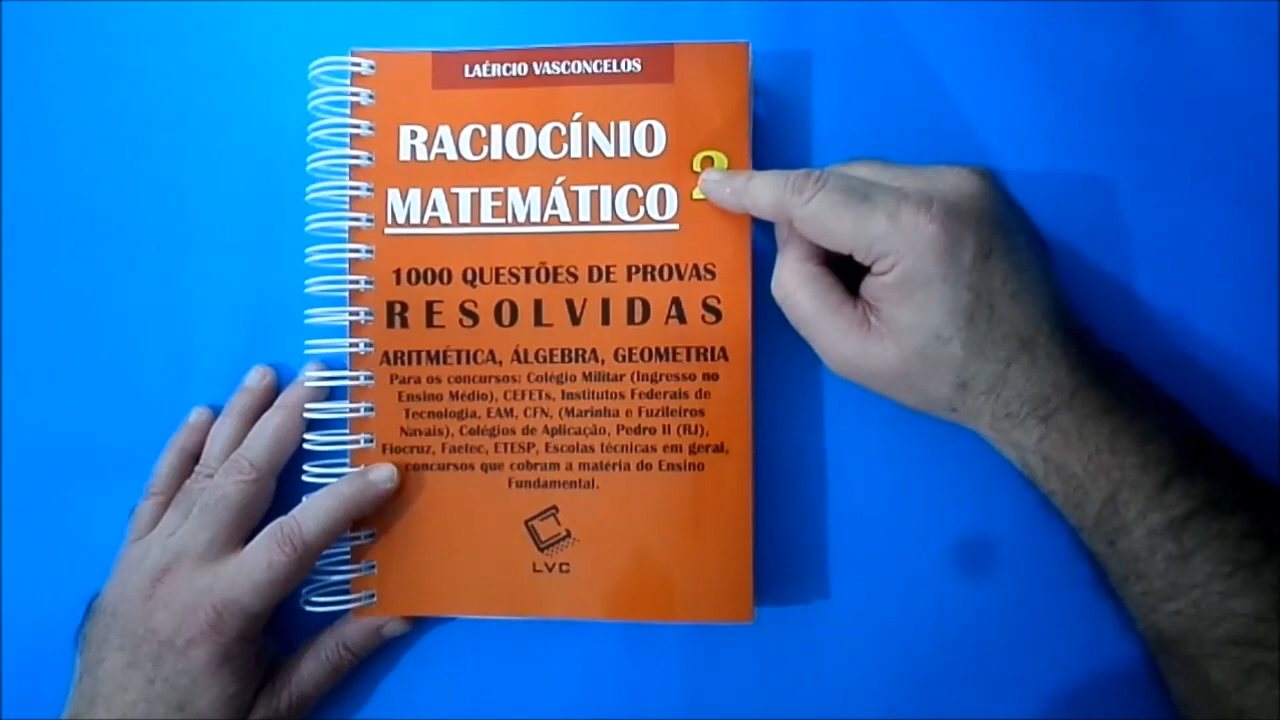 LAÉRCIO VASCONCELOS
RACIOCÍNIO
MATEMÁTICO 2
1000 QUESTÕES DE PROVAS
RESOLVIDAS
ARITMÉTICA, ÁLGEBRA, GEOMETRIA
Para os concursos: Colégio Militar (Ingresso no
Ensino Médio), CEFETs, Institutos Federais de
Tecnologia, EAM, CFN, (Marinha e Fuzileiros
Navais), Colégios de Aplicação, Pedro II (RJ),
Fiocruz, Faetec, ETESP, Escolas técnicas em geral,
concursos que cobram a matéria do Ensino
Fundamental.
LVC